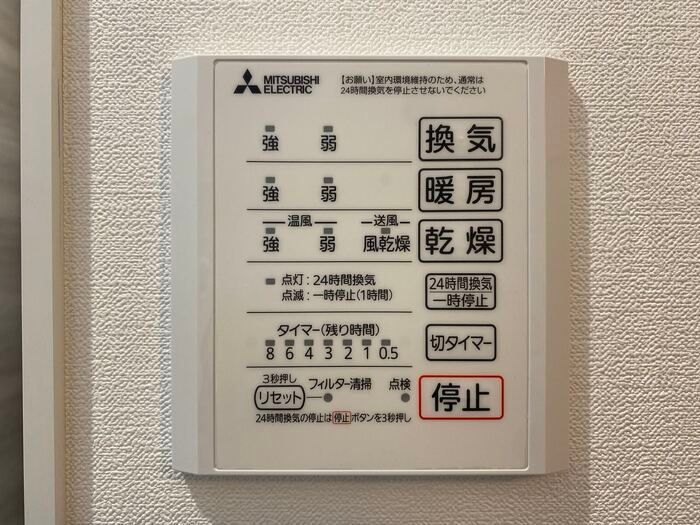 MITSUBISHI
ELECTRIC
【お願い】室内環境維持のため、通常は
24時間換気を停止させないでください
強 弱 換気
強 弱 暖房
温風 送風
強 弱 風乾燥 乾燥
点灯：24時間換気
点滅：一時停止(1時間)
24時間換気
一時停止
タイマー(残り時間)
8 6 4 3 2 1 0.5
切タイマー
3秒押し
リセット フィルター清掃 点検
停止
24時間換気の停止は停止ボタンを3秒押し